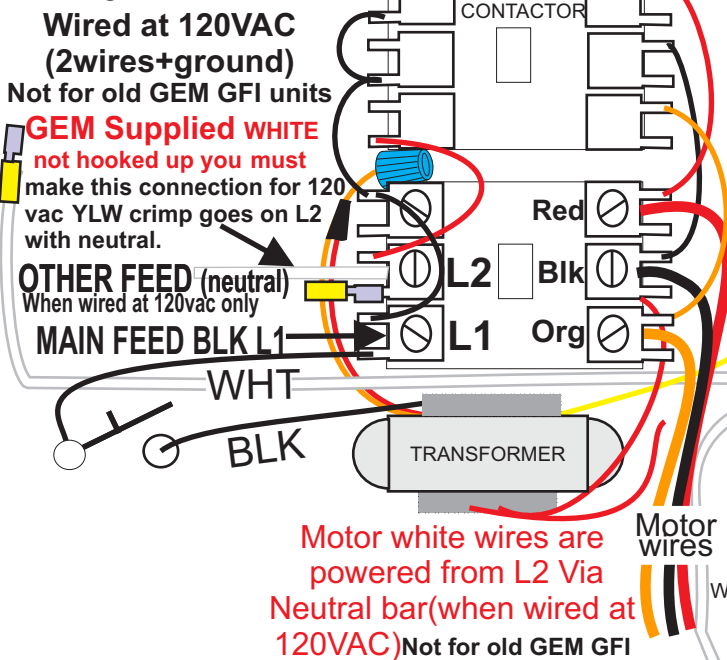 CONTACTOR
Wired at 120VAC
(2wires+ground)
Not for old GEM GFI units
GEM Supplied WHITE
not hooked up you must
make this connection for 120
vac YLW crimp goes on L2
with neutral.
Red
OTHER FEED (neutral)
L2
Blk
When wired at 120vac only
MAIN FEED BLK L1
L1
Org
WHT
BLK
TRANSFORMER
Motor white wires are
powered from L2 Via
Neutral bar(when wired at
120VAC)Not for old GEM GFI
Motor
wires